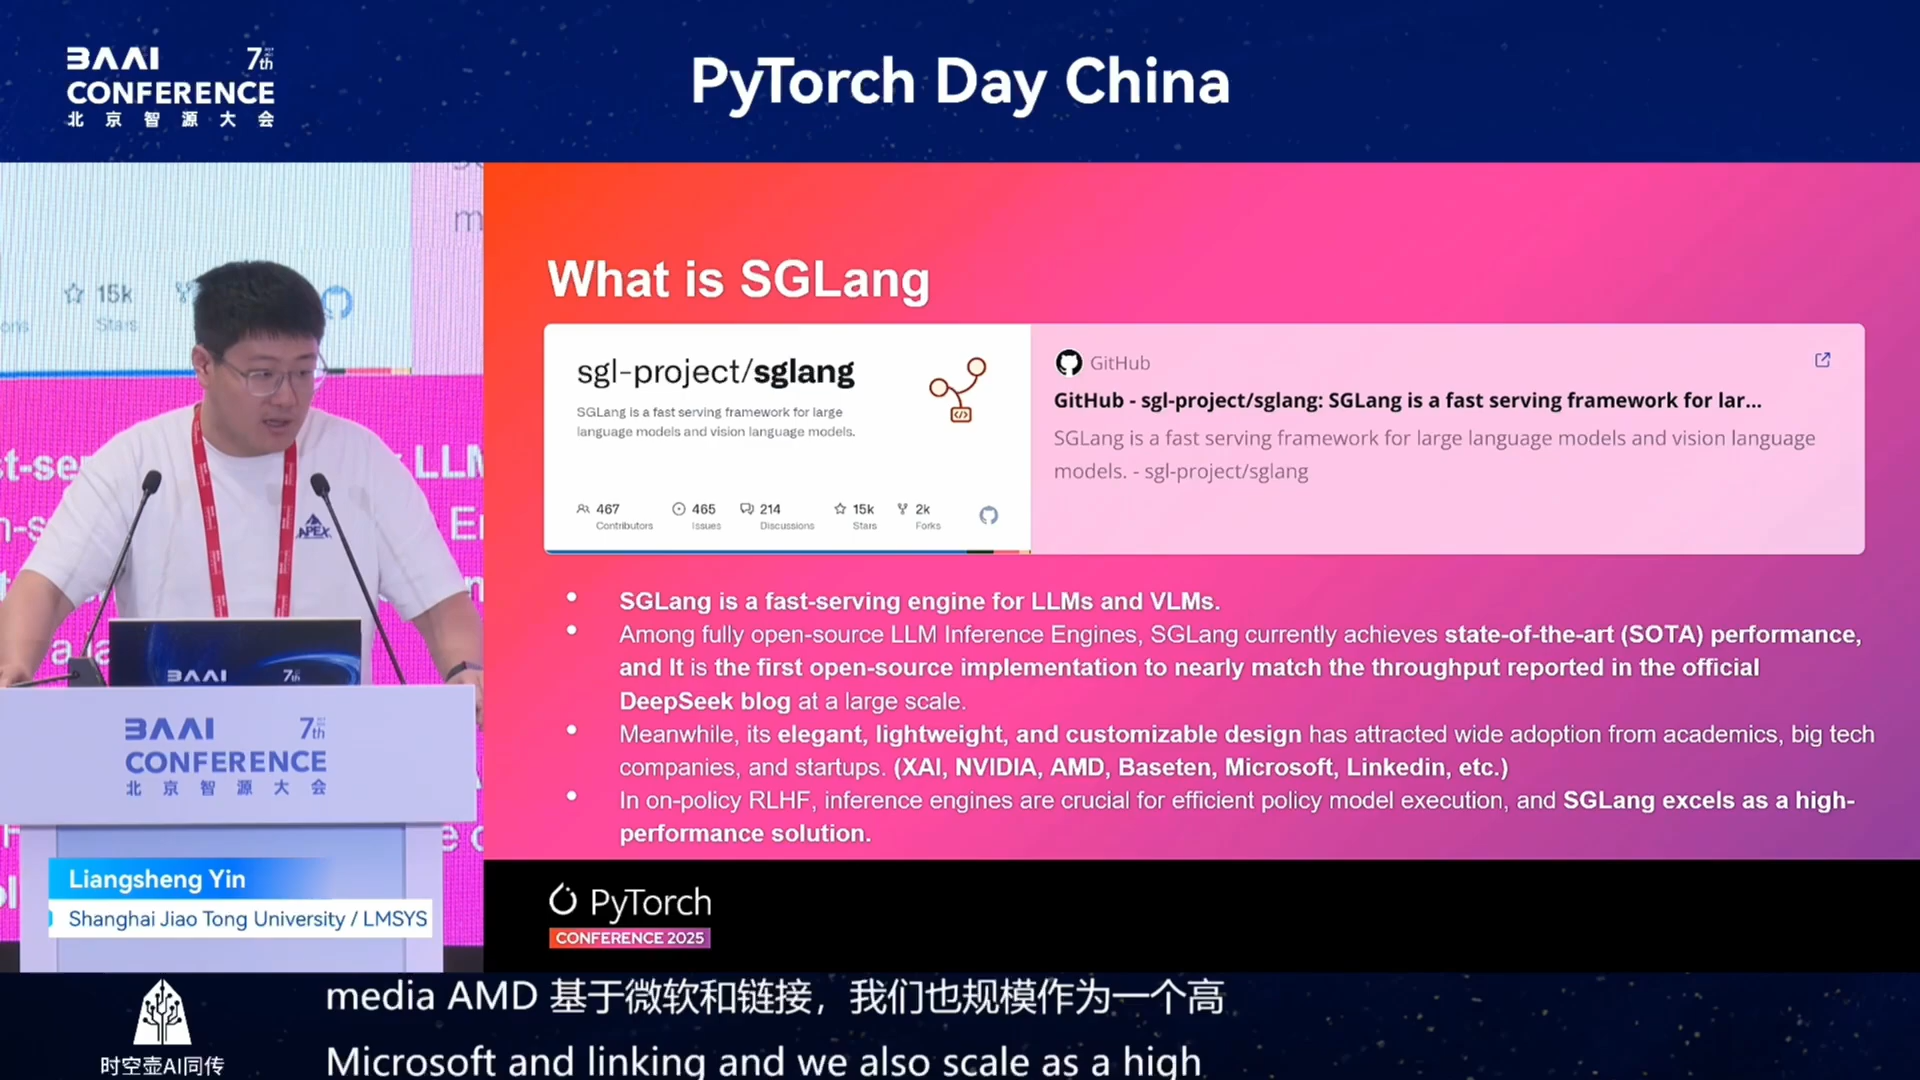 BAAI 7th
CONFERENCE
北京智源大会
PyTorch Day China
15k
Stars
LLM
APEX
BAAI 7th
BAAI 7th
CONFERENCE
北京智源大会
Liangsheng Yin
Shanghai Jiao Tong University / LMSYS
What is SGLang
sgl-project/sglang
SGLang is a fast serving framework for large
language models and vision language models.
467 465 214 15k 2k
Contributors Issues Discussions Stars Forks
GitHub
GitHub - sgl-project/sglang: SGLang is a fast serving framework for lar...
SGLang is a fast serving framework for large language models and vision language
models. - sgl-project/sglang
• SGLang is a fast-serving engine for LLMs and VLMs.
• Among fully open-source LLM Inference Engines, SGLang currently achieves state-of-the-art (SOTA) performance,
and It is the first open-source implementation to nearly match the throughput reported in the official
DeepSeek blog at a large scale.
• Meanwhile, its elegant, lightweight, and customizable design has attracted wide adoption from academics, big tech
companies, and startups. (XAI, NVIDIA, AMD, Baseten, Microsoft, Linkedin, etc.)
• In on-policy RLHF, inference engines are crucial for efficient policy model execution, and SGLang excels as a high-
performance solution.
PyTorch
CONFERENCE 2025
时空壶AI同传
media AMD 基于微软和链接，我们也规模作为一个高
Microsoft and linking and we also scale as a high